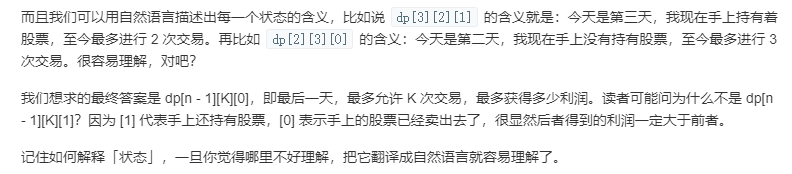 而且我们可以用自然语言描述出每一个状态的含义，比如说 dp[3][2][1] 的含义就是：今天是第三天，我现在手上持有着
股票，至今最多进行 2 次交易。再比如 dp[2][3][0] 的含义：今天是第二天，我现在手上没有持有股票，至今最多进行 3
次交易。很容易理解，对吧？
我们想求的最终答案是 dp[n - 1][K][0]，即最后一天，最多允许 K 次交易，最多获得多少利润。读者可能问为什么不是 dp[n
- 1][K][1]？因为 [1] 代表手上还持有股票，[0] 表示手上的股票已经卖出去了，很显然后者得到的利润一定大于前者。
记住如何解释「状态」，一旦你觉得哪里不好理解，把它翻译成自然语言就容易理解了。